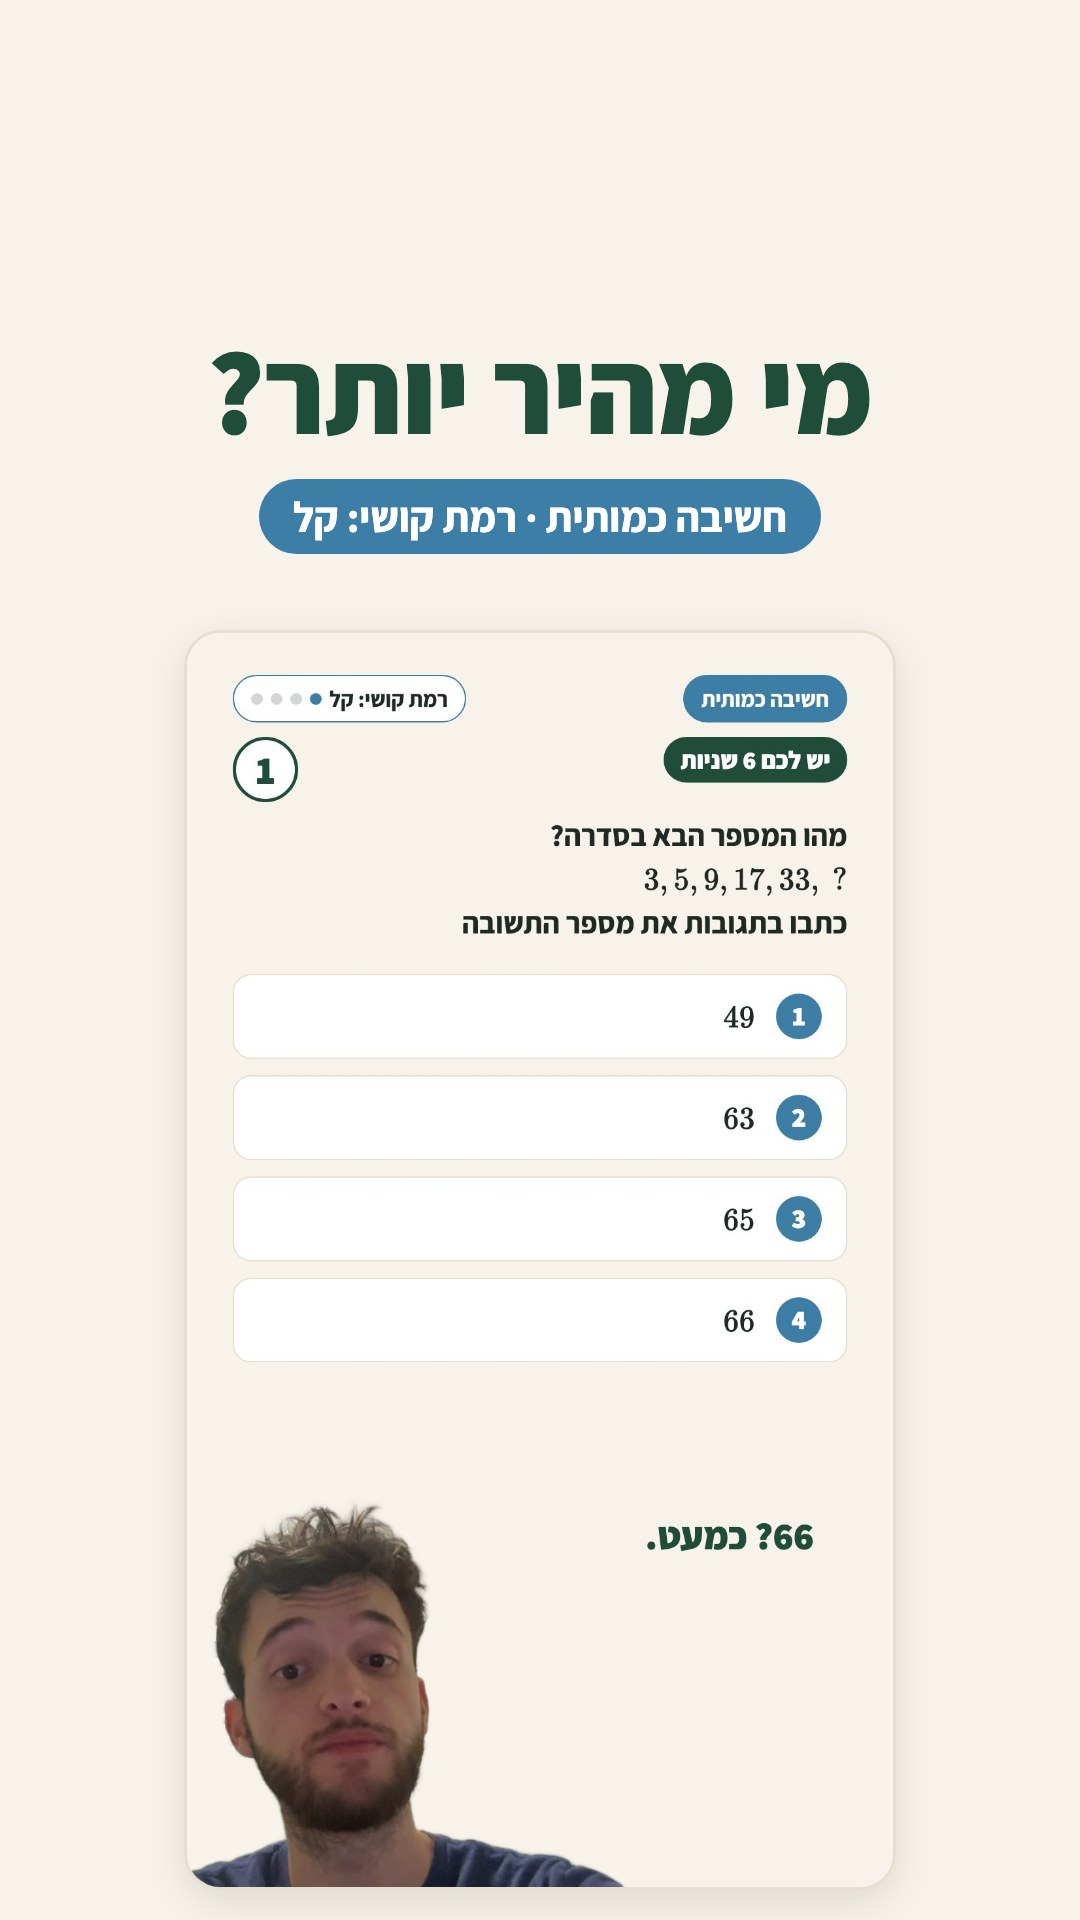 מי מהיר יותר?
חשיבה כמותית · רמת קושי: קל
חשיבה כמותית
רמת קושי: קל
יש לכם 6 שניות
1
מהו המספר הבא בסדרה?
3, 5, 9, 17, 33, ?
כתבו בתגובות את מספר התשובה
1 49
2 63
3 65
4 66
66? כמעט.